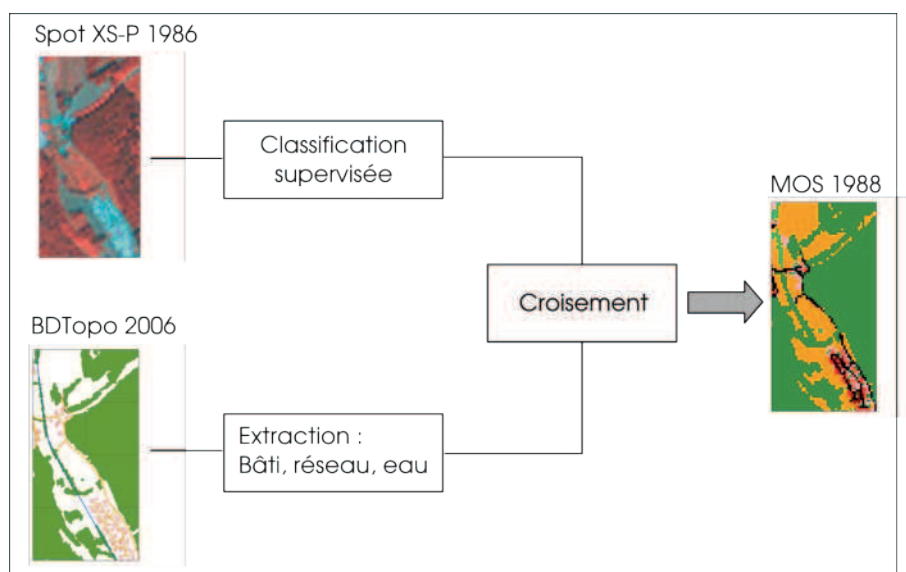 Spot XS-P 1986
Classification
supervisée
MOS 1988
Croisement
BDTopo 2006
Extraction :
Bâti, réseau, eau